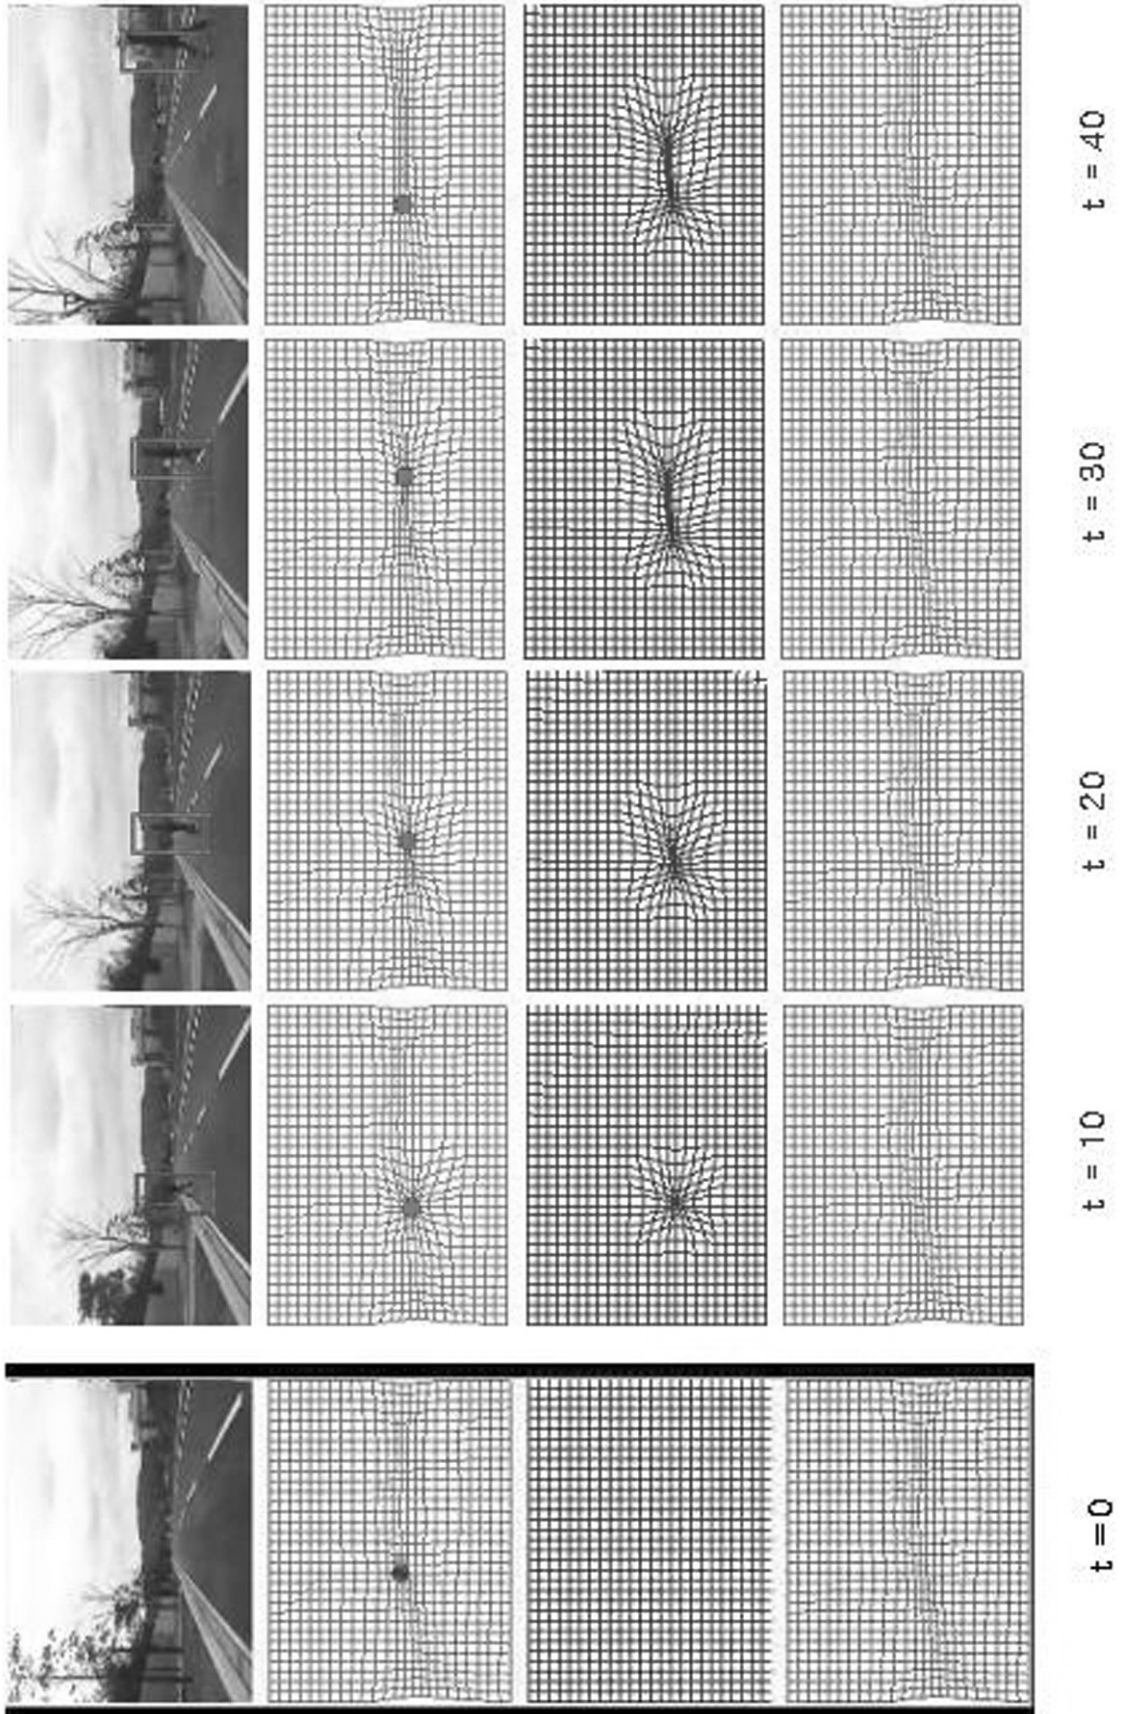 t = 40
t = 30
t = 20
t = 10
t =0